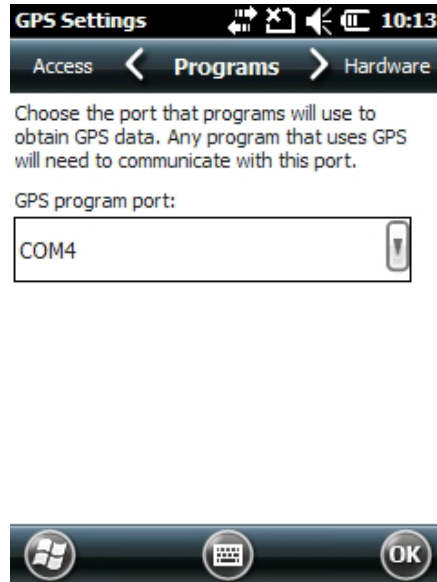 GPS Settings 10:13
Access Programs Hardware
Choose the port that programs will use to
obtain GPS data. Any program that uses GPS
will need to communicate with this port.
GPS program port:
COM4
OK